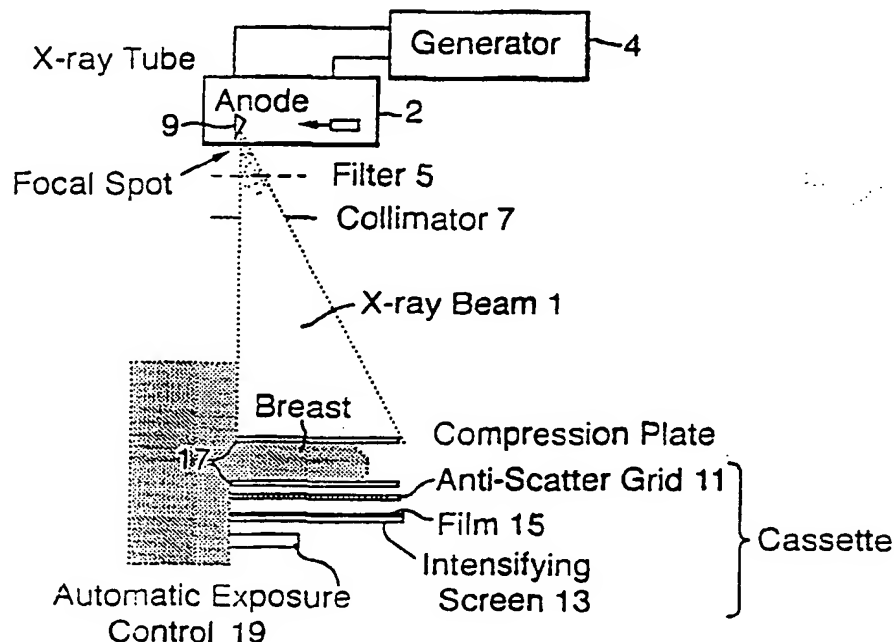 Generator
4
X-ray Tube
Anode
2
9
Focal Spot
Filter 5
Collimator 7
X-ray Beam 1
Breast
Compression Plate
17
Anti-Scatter Grid 11
Film 15
Cassette
Intensifying
Screen 13
Automatic Exposure
Control 19